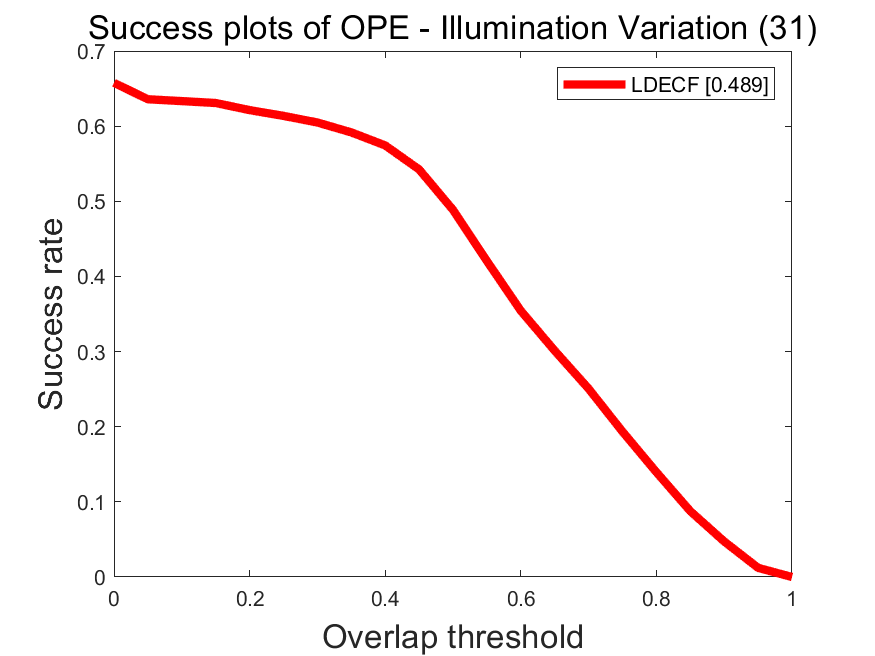 Success plots of OPE - Illumination Variation (31)
LDECF [0.489]
0.7
0.6
0.5
0.4
0.3
0.2
0.1
0
Success rate
0 0.2 0.4 0.6 0.8 1
Overlap threshold